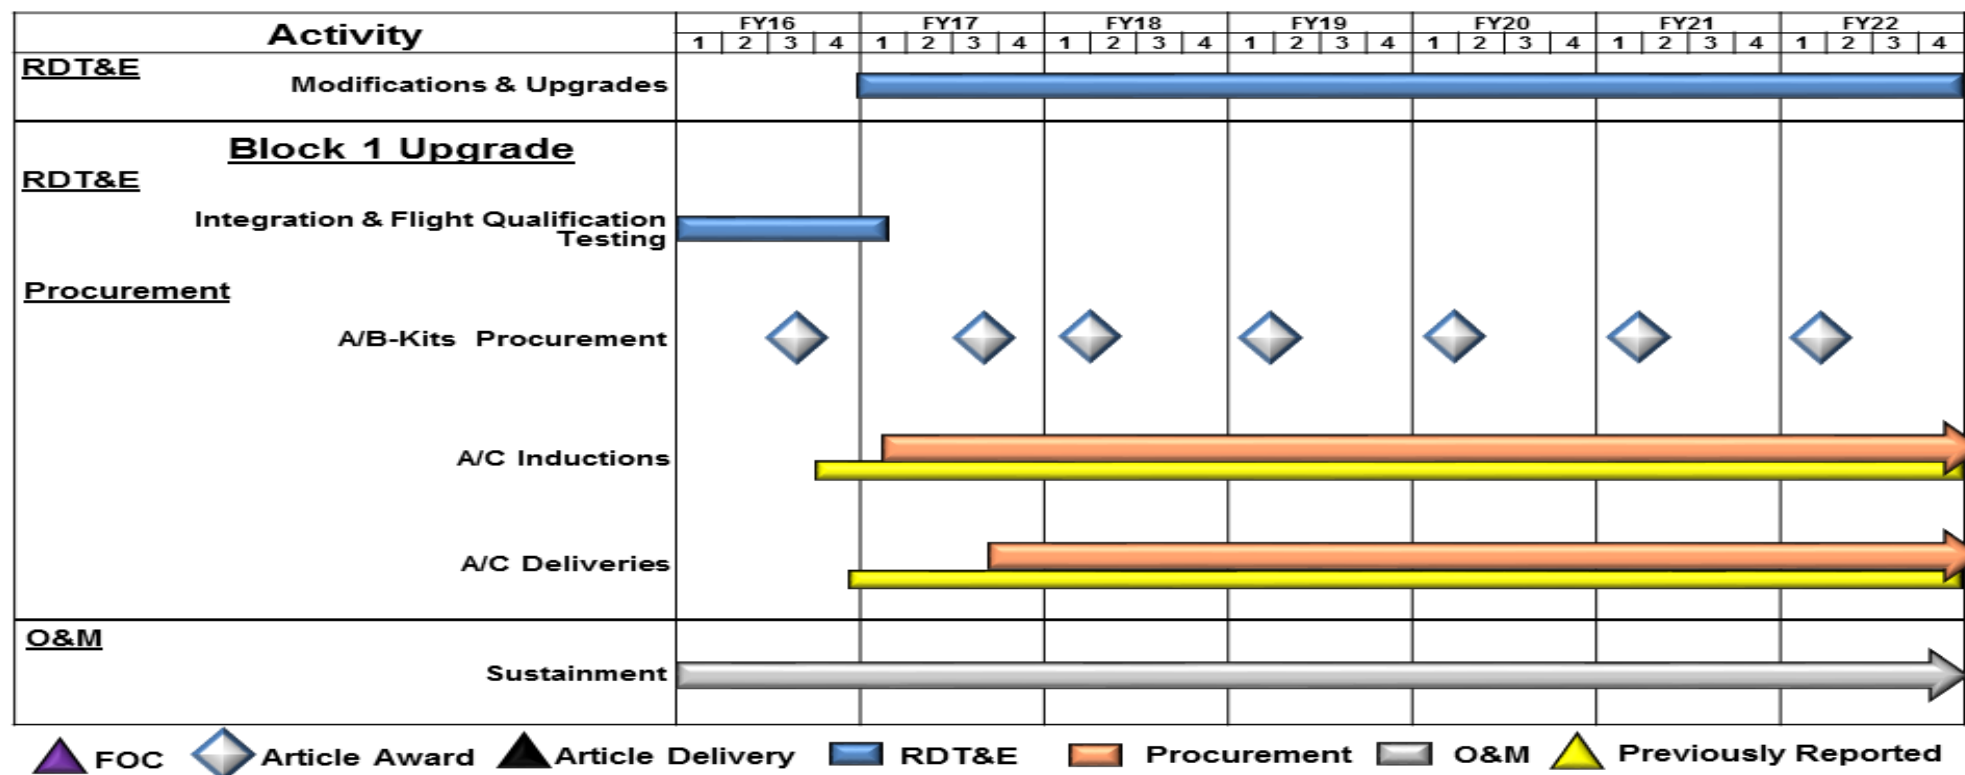 Activity
FY16 FY17 FY18 FY19 FY20 FY21 FY22
1 2 3 4 1 2 3 4 1 2 3 4 1 2 3 4 1 2 3 4 1 2 3 4 1 2 3 4
RDT&E
Modifications & Upgrades
Block 1 Upgrade
RDT&E
Integration & Flight Qualification
Testing
Procurement
A/B-Kits Procurement
A/C Inductions
A/C Deliveries
O&M
Sustainment
FOC Article Award Article Delivery RDT&E Procurement O&M Previously Reported